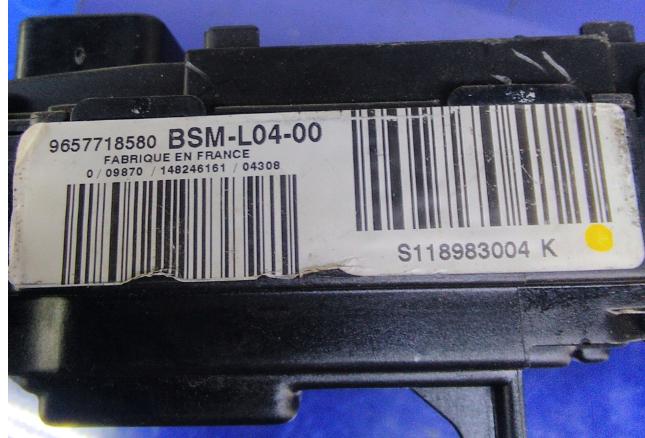 9657718580 BSM-L04-00
FABRIQUE EN FRANCE
0 / 09870 / 148246161 / 04308
S118983004 K